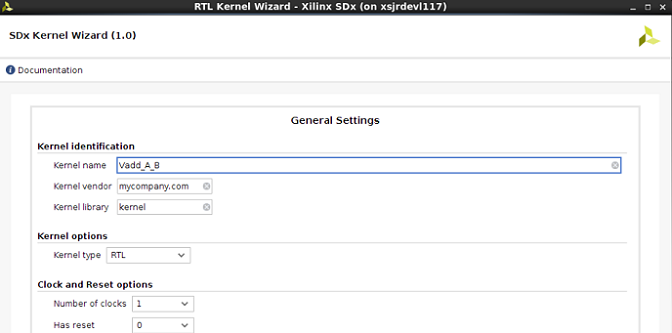 RTL Kernel Wizard - Xilinx SDx (on xsjrdevl117)
SDx Kernel Wizard (1.0)
Documentation
General Settings
Kernel identification
Kernel name Vadd_A_B
Kernel vendor mycompany.com
Kernel library kernel
Kernel options
Kernel type RTL
Clock and Reset options
Number of clocks 1
Has reset 0